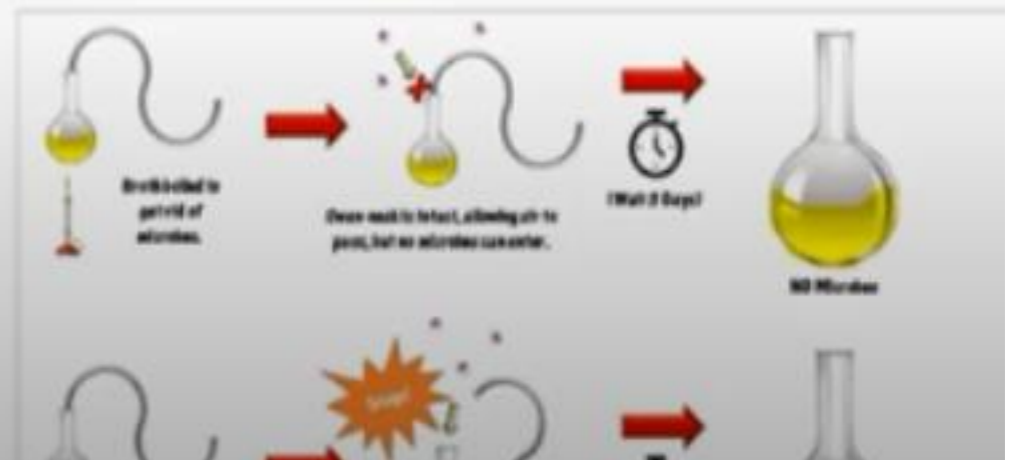 Broth boiled to
get rid of
microbes.
Swan-neck is intact, allowing air to
pass, but no microbes can enter.
(Wait Days)
NO Microbes
Snap!